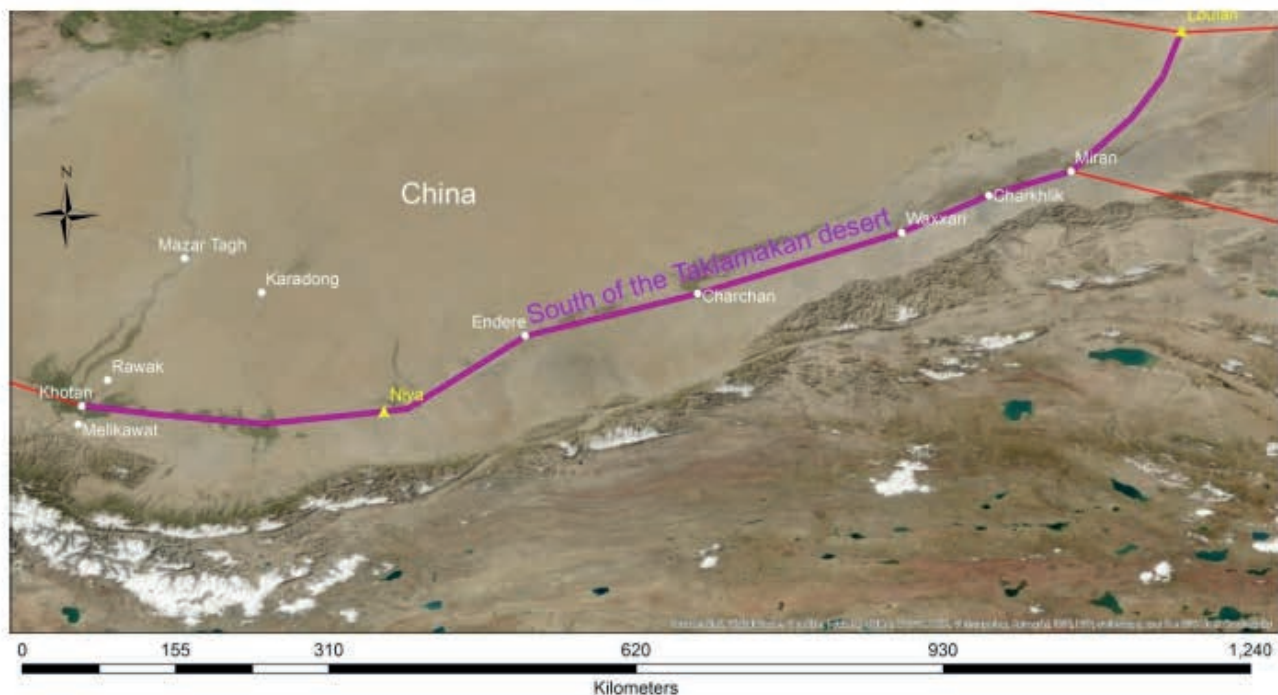 Loulan
N
Miran
China
Charkhlik
Waxxari
Mazar Tagh
Karadong
South of the Taklamakan desert
Charchan
Endere
Rawak
Khotan
Niya
Melikawat
0 155 310 620 930 1,240
Kilometers